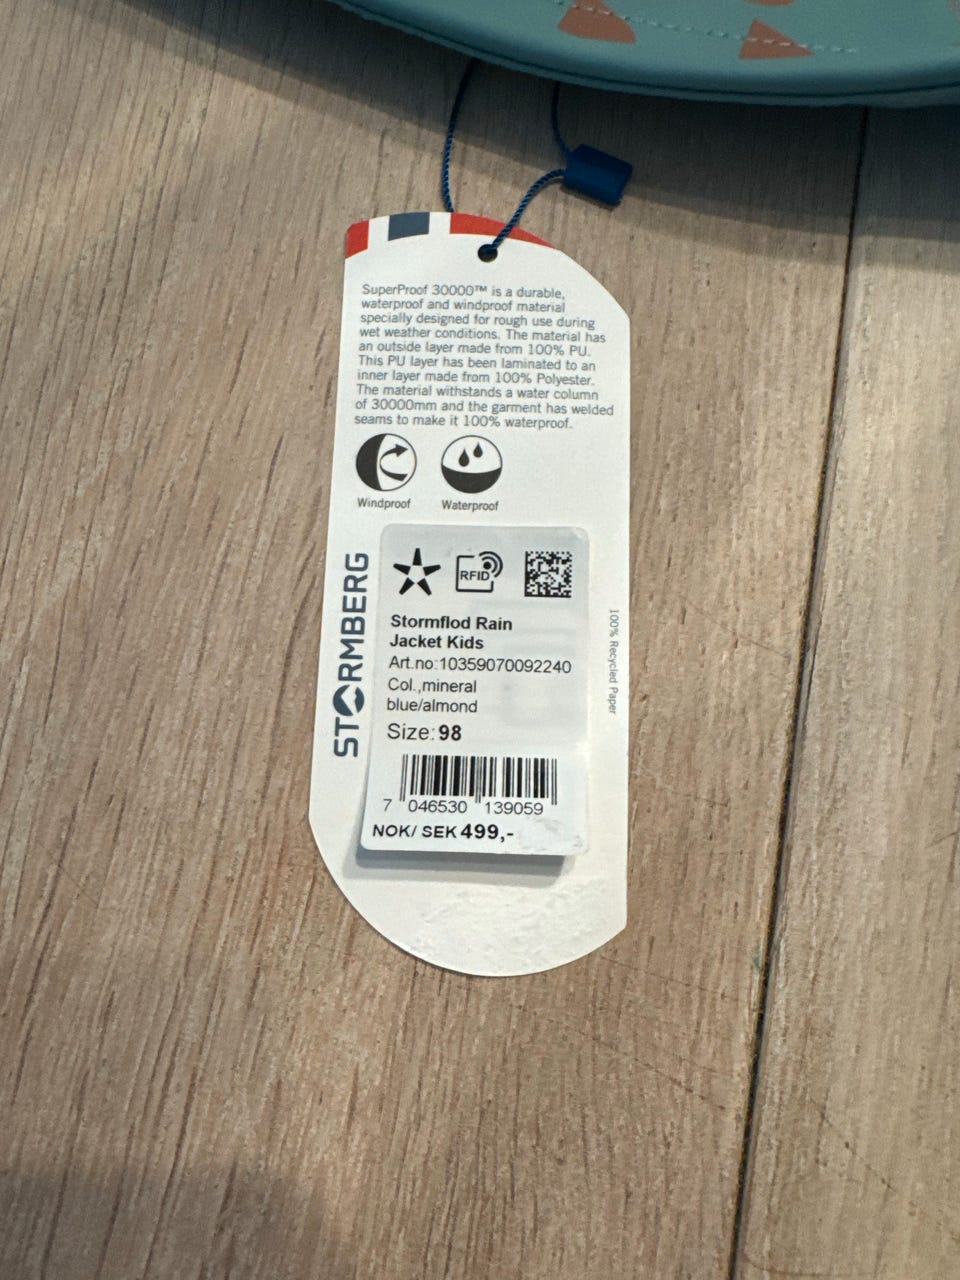 SuperProof 30000™ is a durable,
waterproof and windproof material
specially designed for rough use during
wet weather conditions. The material has
an outside layer made from 100% PU.
This PU layer has been laminated to an
inner layer made from 100% Polyester.
The material withstands a water column
of 30000mm and the garment has welded
seams to make it 100% waterproof.
Windproof
Waterproof
STORMBERG
RFID
Stormflod Rain
Jacket Kids
Art.no:10359070092240
Col.,mineral
blue/almond
Size: 98
7 046530 139059
NOK/ SEK 499,-
100% Recycled Paper